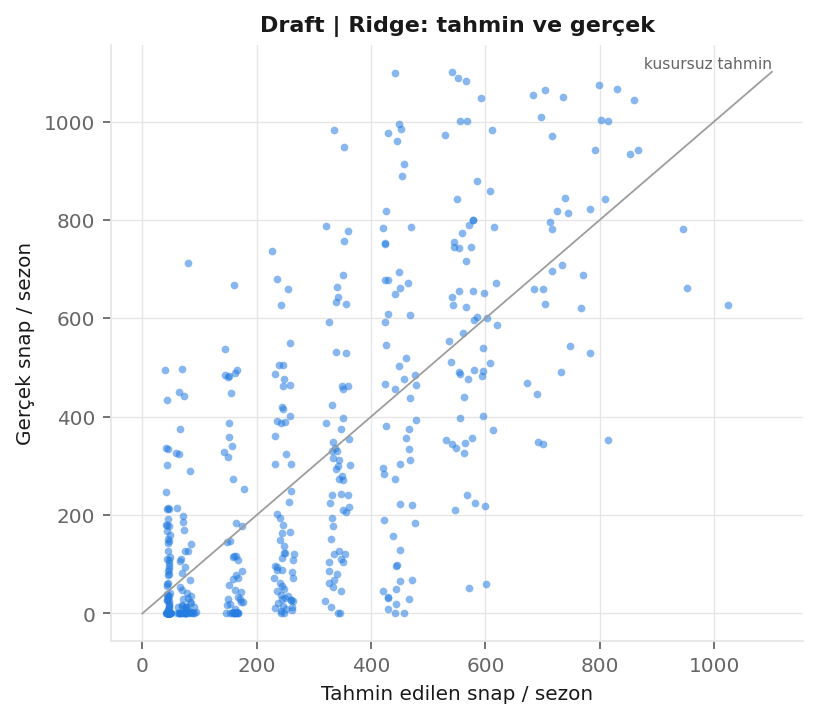 Draft | Ridge: tahmin ve gerçek
kusursuz tahmin
Gerçek snap / sezon
1000
800
600
400
200
0
0 200 400 600 800 1000
Tahmin edilen snap / sezon